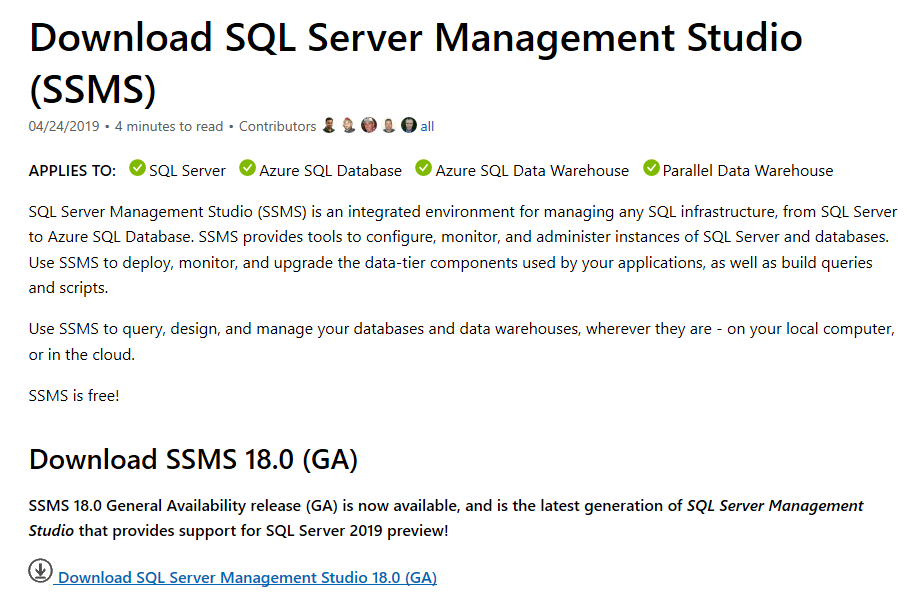 Download SQL Server Management Studio
(SSMS)
04/24/2019 • 4 minutes to read • Contributors all
APPLIES TO: SQL Server Azure SQL Database Azure SQL Data Warehouse Parallel Data Warehouse
SQL Server Management Studio (SSMS) is an integrated environment for managing any SQL infrastructure, from SQL Server
to Azure SQL Database. SSMS provides tools to configure, monitor, and administer instances of SQL Server and databases.
Use SSMS to deploy, monitor, and upgrade the data-tier components used by your applications, as well as build queries
and scripts.
Use SSMS to query, design, and manage your databases and data warehouses, wherever they are - on your local computer,
or in the cloud.
SSMS is free!
Download SSMS 18.0 (GA)
SSMS 18.0 General Availability release (GA) is now available, and is the latest generation of SQL Server Management
Studio that provides support for SQL Server 2019 preview!
Download SQL Server Management Studio 18.0 (GA)